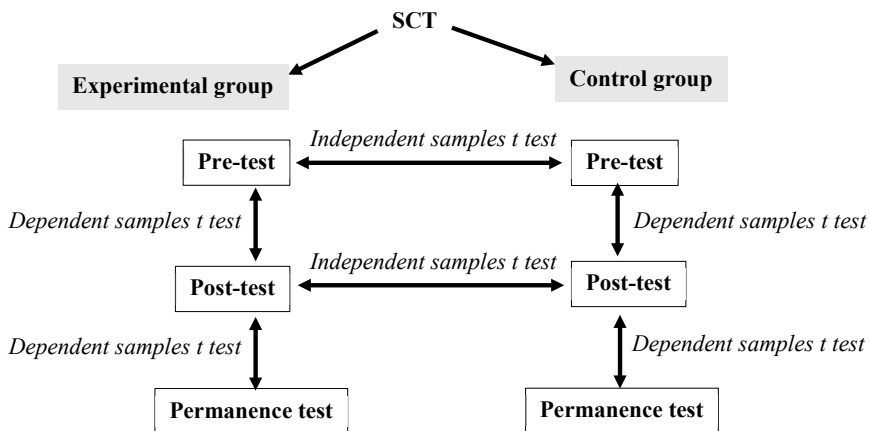 SCT
Experimental group
Control group
Independent samples t test
Pre-test
Pre-test
Dependent samples t test
Dependent samples t test
Independent samples t test
Post-test
Post-test
Dependent samples t test
Dependent samples t test
Permanence test
Permanence test